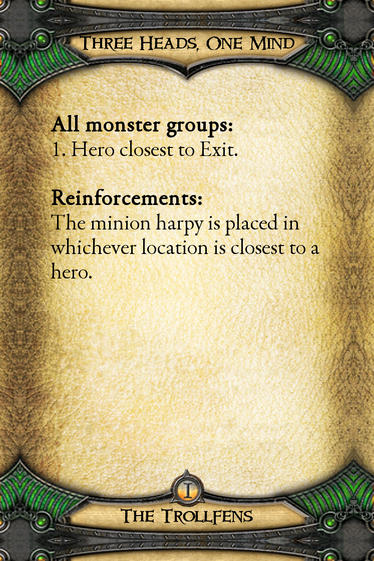 Three Heads, One Mind
All monster groups:
1. Hero closest to Exit.
Reinforcements:
The minion harpy is placed in
whichever location is closest to a
hero.
I
The Trollfens